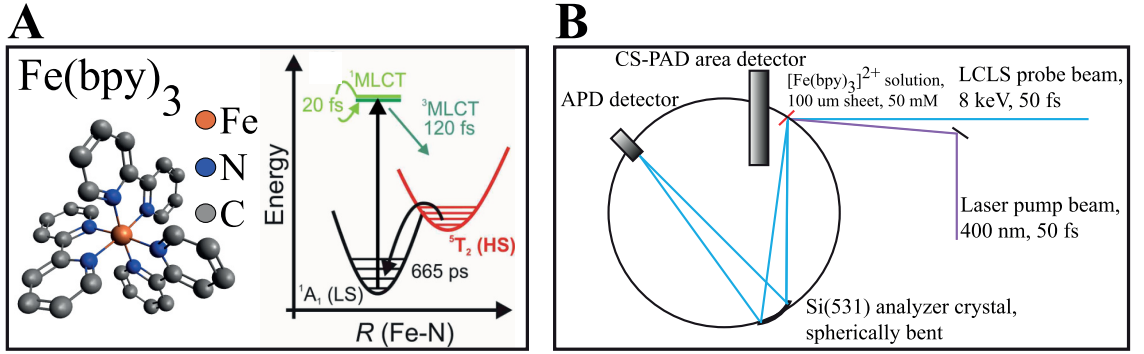 A
Fe(bpy)3
Fe
N
C
Energy
1MLCT
20 fs
3MLCT
120 fs
5T2 (HS)
665 ps
1A1 (LS)
R (Fe-N)
B
CS-PAD area detector
APD detector
[Fe(bpy)3]2+ solution,
100 um sheet, 50 mM
LCLS probe beam,
8 keV, 50 fs
Laser pump beam,
400 nm, 50 fs
Si(531) analyzer crystal,
spherically bent